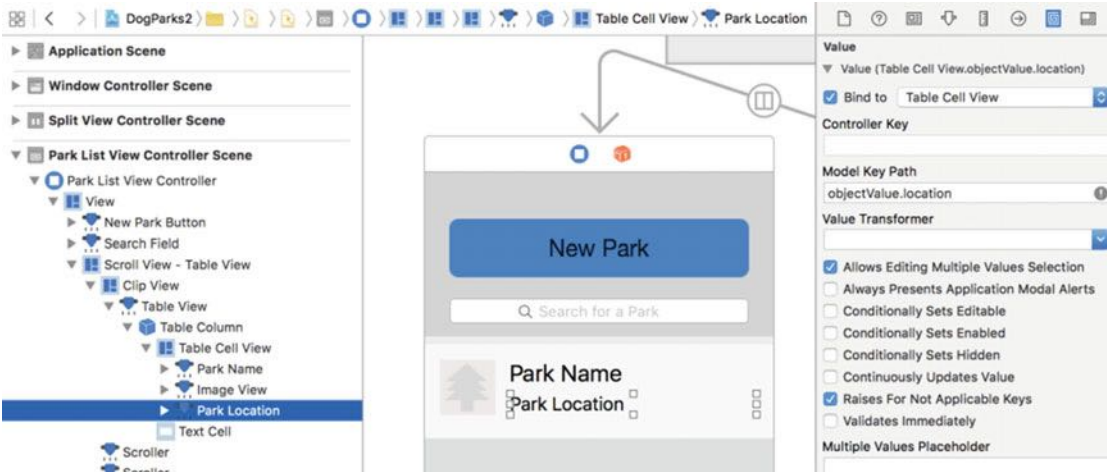 DogParks2
Table Cell View
Park Location
Application Scene
Window Controller Scene
Split View Controller Scene
Park List View Controller Scene
Park List View Controller
View
New Park Button
Search Field
Scroll View - Table View
Clip View
Table View
Table Column
Table Cell View
Park Name
Image View
Park Location
Text Cell
Scroller
Scroller
New Park
Search for a Park
Park Name
Park Location
Value
Value (Table Cell View.objectValue.location)
Bind to Table Cell View
Controller Key
Model Key Path
objectValue.location
Value Transformer
Allows Editing Multiple Values Selection
Always Presents Application Modal Alerts
Conditionally Sets Editable
Conditionally Sets Enabled
Conditionally Sets Hidden
Continuously Updates Value
Raises For Not Applicable Keys
Validates Immediately
Multiple Values Placeholder